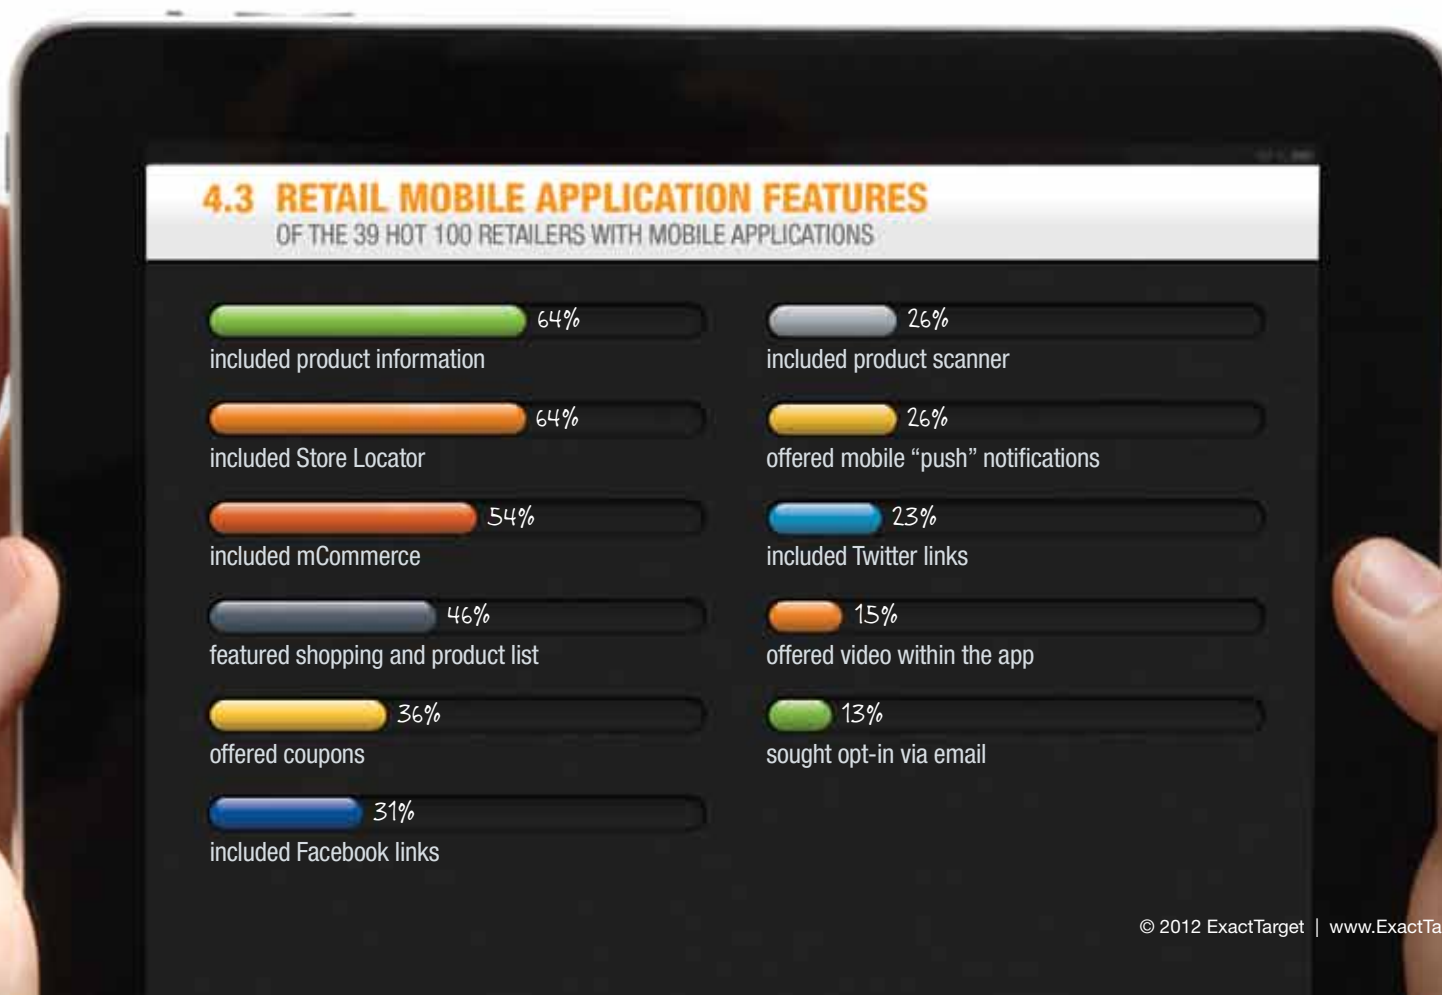 4.3 RETAIL MOBILE APPLICATION FEATURES
OF THE 39 HOT 100 RETAILERS WITH MOBILE APPLICATIONS
64%
included product information
64%
included Store Locator
54%
included mCommerce
46%
featured shopping and product list
36%
offered coupons
31%
included Facebook links
26%
included product scanner
26%
offered mobile “push” notifications
23%
included Twitter links
15%
offered video within the app
13%
sought opt-in via email
© 2012 ExactTarget | www.ExactTa